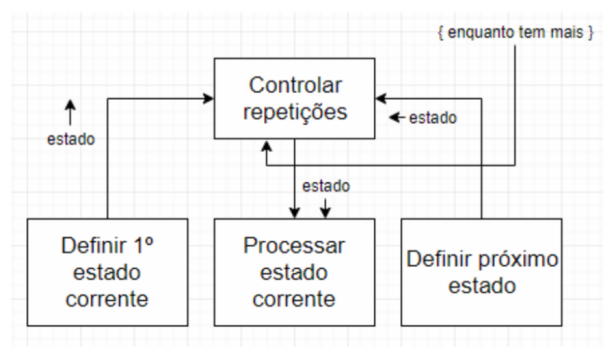 { enquanto tem mais }
Controlar
repetições
estado
estado
estado
Definir 1º
estado
corrente
Processar
estado
corrente
Definir próximo
estado